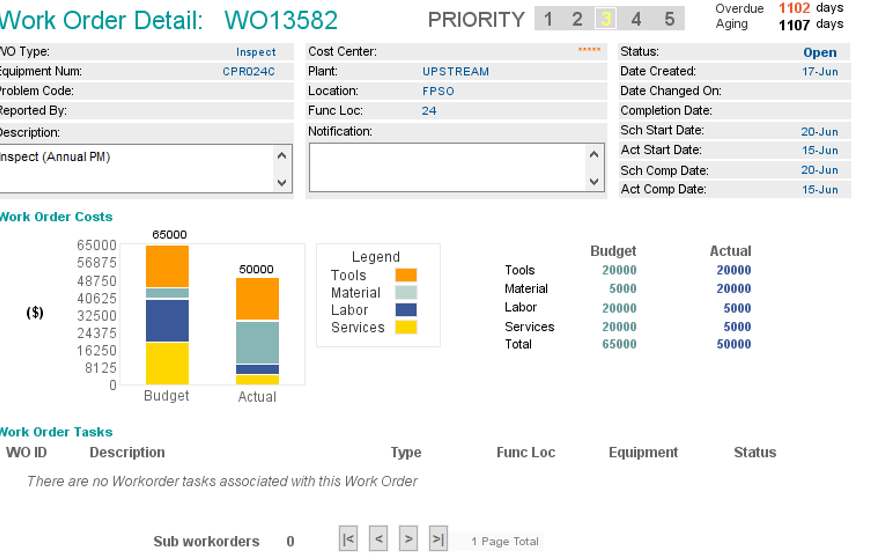 Work Order Detail: WO13582
PRIORITY 1 2 3 4 5
Overdue 1102 days
Aging 1107 days
WO Type: Inspect
Equipment Num: CPR024C
Problem Code:
Reported By:
Description:
Inspect (Annual PM)
Cost Center: *****
Plant: UPSTREAM
Location: FPSO
Func Loc: 24
Notification:
Status: Open
Date Created: 17-Jun
Date Changed On:
Completion Date:
Sch Start Date: 20-Jun
Act Start Date: 15-Jun
Sch Comp Date: 20-Jun
Act Comp Date: 15-Jun
Work Order Costs
($)
65000
56875
48750
40625
32500
24375
16250
8125
0
65000
50000
Budget Actual
Legend
Tools
Material
Labor
Services
Budget Actual
Tools 20000 20000
Material 5000 20000
Labor 20000 5000
Services 20000 5000
Total 65000 50000
Work Order Tasks
WO ID Description Type Func Loc Equipment Status
There are no Workorder tasks associated with this Work Order
Sub workorders 0 |< < > >| 1 Page Total